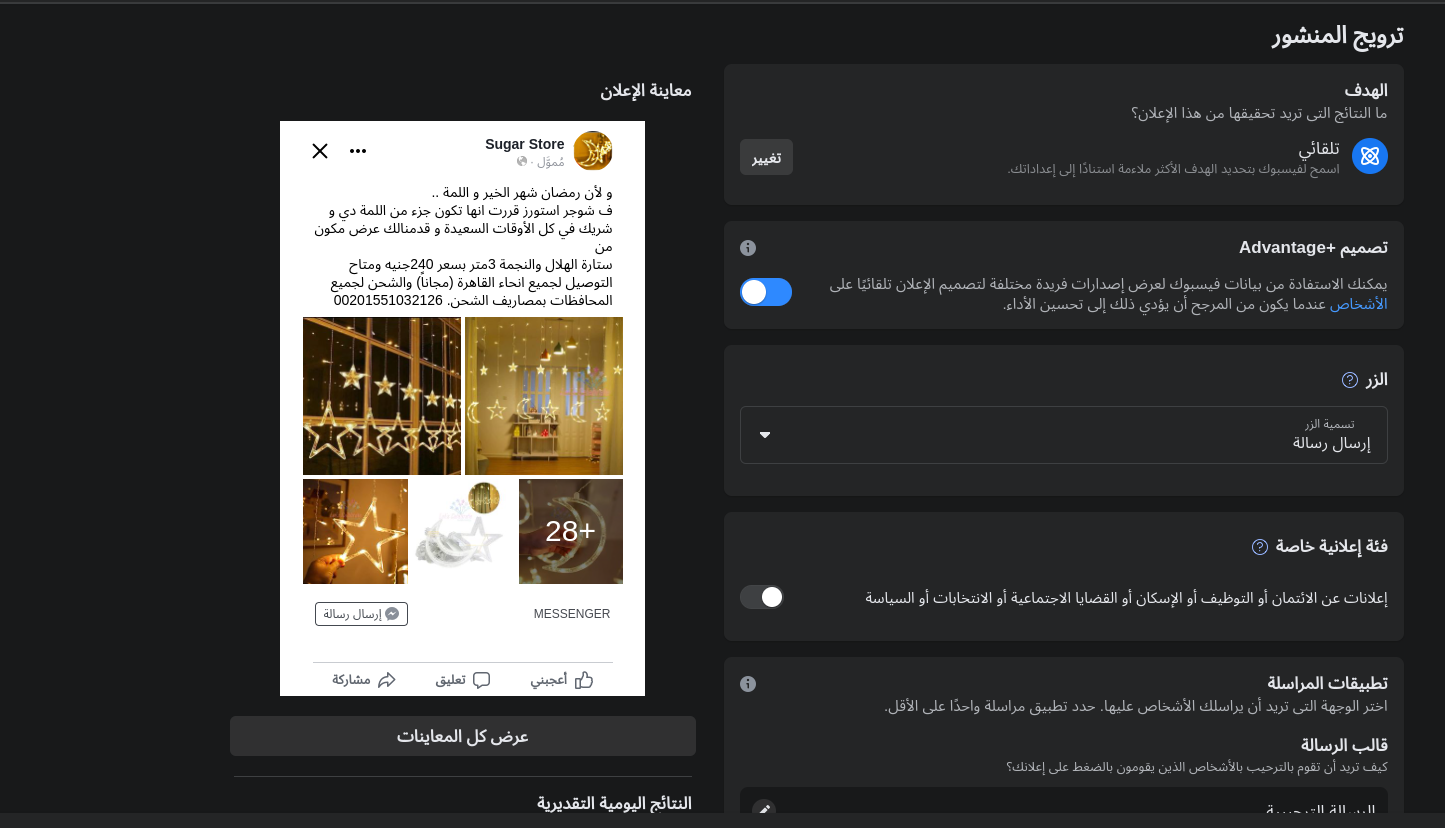 ترويج المنشور
الهدف
ما النتائج التى تريد تحقيقها من هذا الإعلان؟
تلقائي
اسمح لفيسبوك بتحديد الهدف الأكثر ملاءمة استنادًا إلى إعداداتك.
تغيير
تصميم +Advantage
يمكنك الاستفادة من بيانات فيسبوك لعرض إصدارات فريدة مختلفة لتصميم الإعلان تلقائيًا على
الأشخاص عندما يكون من المرجح أن يؤدي ذلك إلى تحسين الأداء.
الزر
تسمية الزر
إرسال رسالة
فئة إعلانية خاصة
إعلانات عن الائتمان أو التوظيف أو الإسكان أو القضايا الاجتماعية أو الانتخابات أو السياسة
تطبيقات المراسلة
اختر الوجهة التى تريد أن يراسلك الأشخاص عليها. حدد تطبيق مراسلة واحدًا على الأقل.
قالب الرسالة
كيف تريد أن تقوم بالترحيب بالأشخاص الذين يقومون بالضغط على إعلانك؟
الرسالة الترحيبية
معاينة الإعلان
Sugar Store
مُموَّل ·
و لأن رمضان شهر الخير و اللمة ..
ف شوجر استورز قررت انها تكون جزء من اللمة دي و
شريك في كل الأوقات السعيدة و قدمنالك عرض مكون
من
ستارة الهلال والنجمة 3متر بسعر 240جنيه ومتاح
التوصيل لجميع انحاء القاهرة (مجاناً) والشحن لجميع
المحافظات بمصاريف الشحن. 00201551032126
28+
MESSENGER
إرسال رسالة
أعجبني
تعليق
مشاركة
عرض كل المعاينات
النتائج اليومية التقديرية